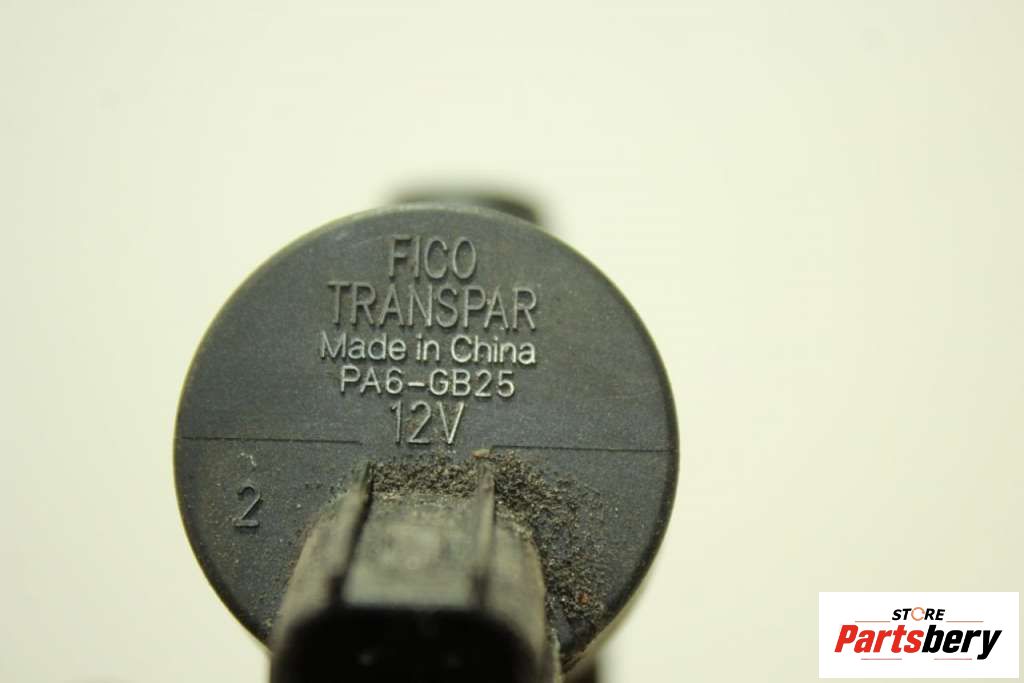 FICO
TRANSPAR
Made in China
PA6-GB25
12V
2
STORE
Partsbery